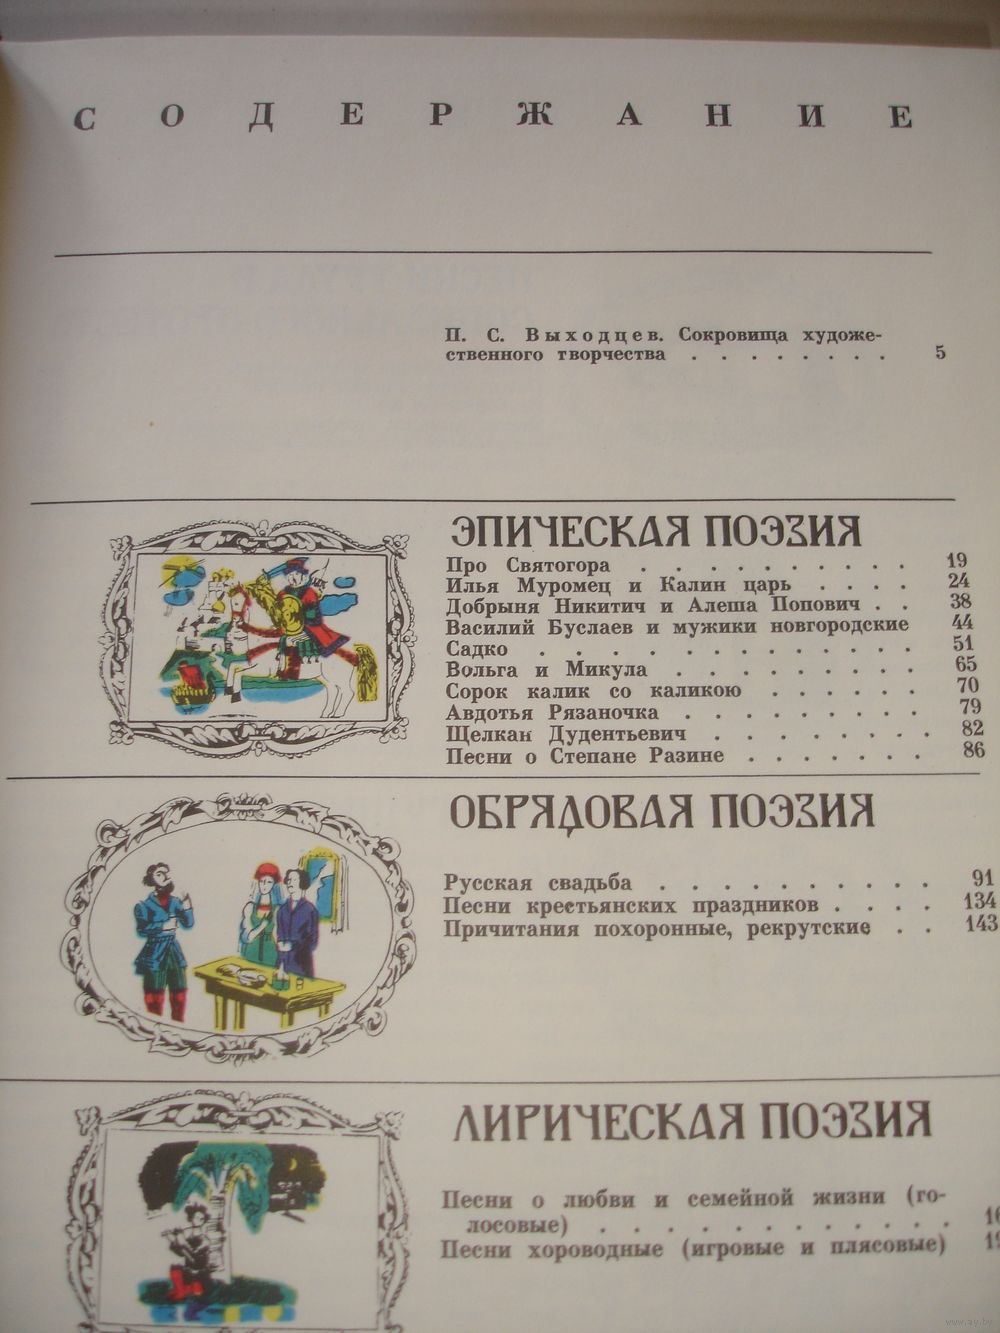 СОДЕРЖАНИЕ
П. С. Выходцев. Сокровища художе-
ственного творчества . . . . . . . . 5
ЭПИЧЕСКАЯ ПОЭЗИЯ
Про Святогора . . . . . . . . . . 19
Илья Муромец и Калин царь . . . . 24
Добрыня Никитич и Алеша Попович . . 38
Василий Буслаев и мужики новгородские 44
Садко . . . . . . . . . . . . . 51
Вольга и Микула . . . . . . . . . 65
Сорок калик со каликою . . . . . . 70
Авдотья Рязаночка . . . . . . . . . 79
Щелкан Дудентьевич . . . . . . . . 82
Песни о Степане Разине . . . . . . . 86
ОБРЯДОВАЯ ПОЭЗИЯ
Русская свадьба . . . . . . . . . . 91
Песни крестьянских праздников . . . . 134
Причитания похоронные, рекрутские . . 143
ЛИРИЧЕСКАЯ ПОЭЗИЯ
Песни о любви и семейной жизни (го-
лосовые) . . . . . . . . . . . . .
Песни хороводные (игровые и плясовые)
www.ay.by